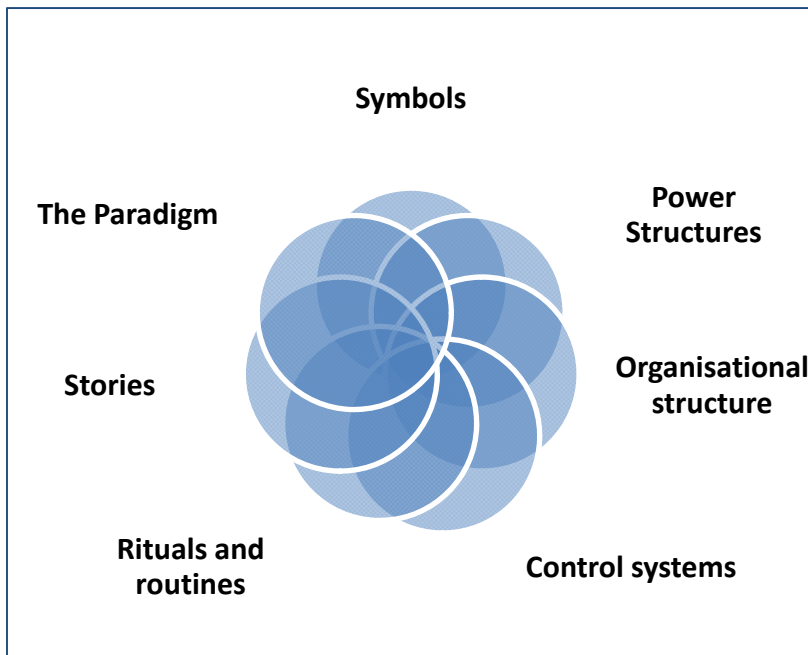 Symbols
Power
Structures
Organisational
structure
Control systems
Rituals and
routines
Stories
The Paradigm